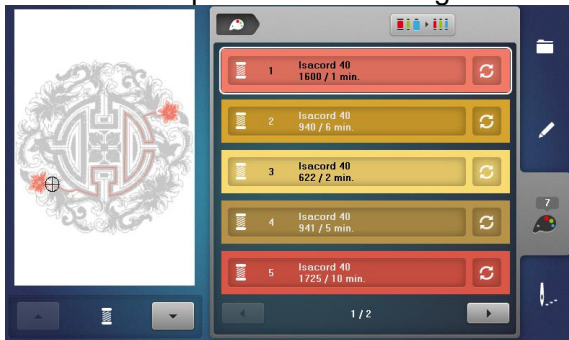 1
Isacord 40
1600 / 1 min.
2
Isacord 40
940 / 6 min.
3
Isacord 40
622 / 2 min.
7
4
Isacord 40
941 / 5 min.
5
Isacord 40
1725 / 10 min.
1 / 2